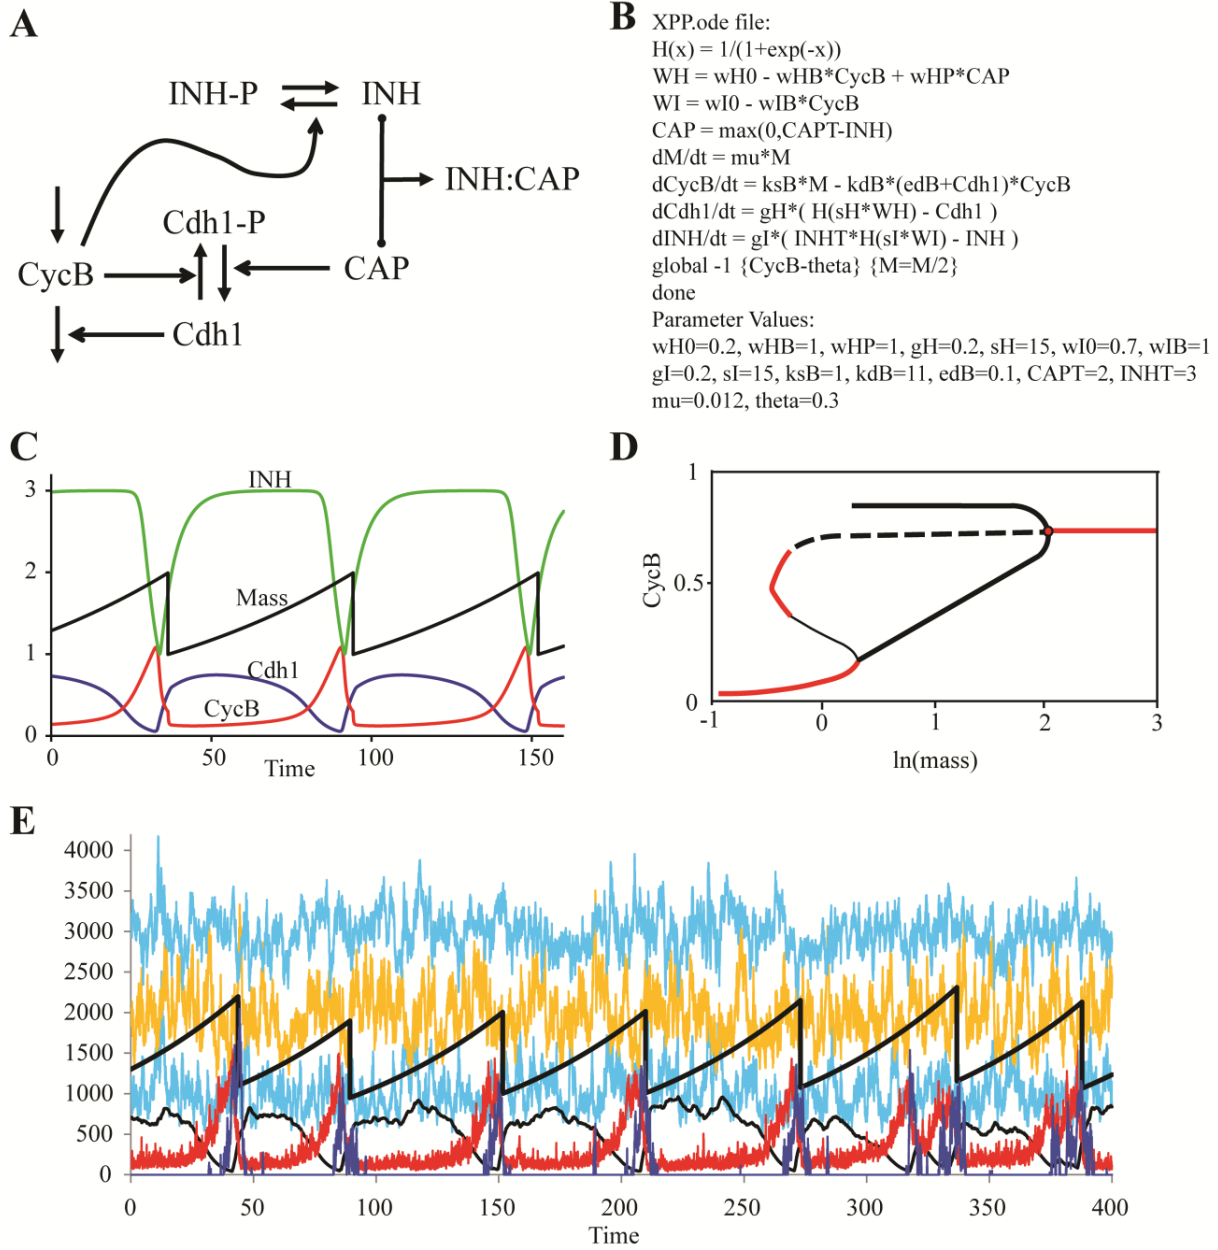 A
INH-P
INH
INH:CAP
Cdh1-P
CycB
CAP
Cdh1
B
XPP.ode file:
H(x) = 1/(1+exp(-x))
WH = wH0 - wHB*CycB + wHP*CAP
WI = wI0 - wIB*CycB
CAP = max(0,CAPT-INH)
dM/dt = mu*M
dCycB/dt = ksB*M - kdB*(edB+Cdh1)*CycB
dCdh1/dt = gH*( H(sH*WH) - Cdh1 )
dINH/dt = gI*( INHT*H(sI*WI) - INH )
global -1 {CycB-theta} {M=M/2}
done
Parameter Values:
wH0=0.2, wHB=1, wHP=1, gH=0.2, sH=15, wI0=0.7, wIB=1
gI=0.2, sI=15, ksB=1, kdB=11, edB=0.1, CAPT=2, INHT=3
mu=0.012, theta=0.3
C
INH
3
2
Mass
1
Cdh1
CycB
0
0 50 100 150
Time
D
1
CycB
0.5
0
-1 0 1 2 3
ln(mass)
E
4000
3500
3000
2500
2000
1500
1000
500
0
0 50 100 150 200 250 300 350 400
Time